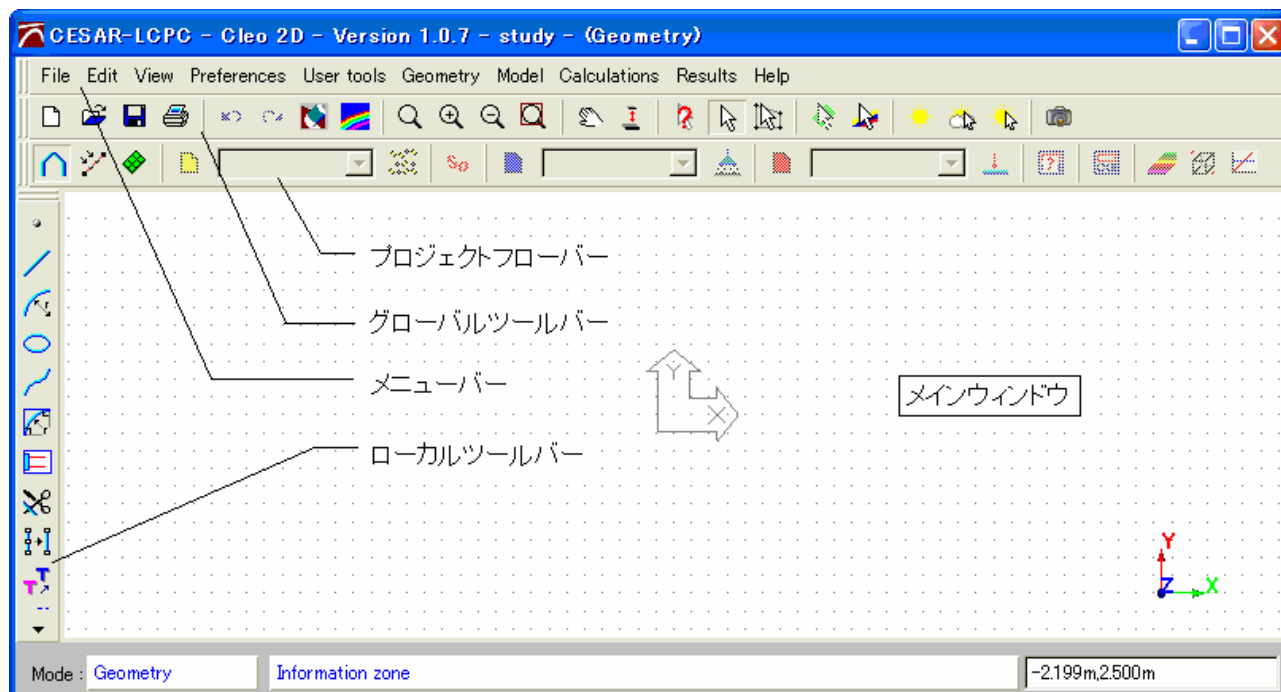 CESAR-LCPC - Cleo 2D - Version 1.0.7 - study - (Geometry)
File Edit View Preferences User tools Geometry Model Calculations Results Help
プロジェクトフローバー
グローバルツールバー
メニューバー
メインウィンドウ
ローカルツールバー
Y
X
Y
Z
X
Mode : Geometry Information zone -2.199m,2.500m